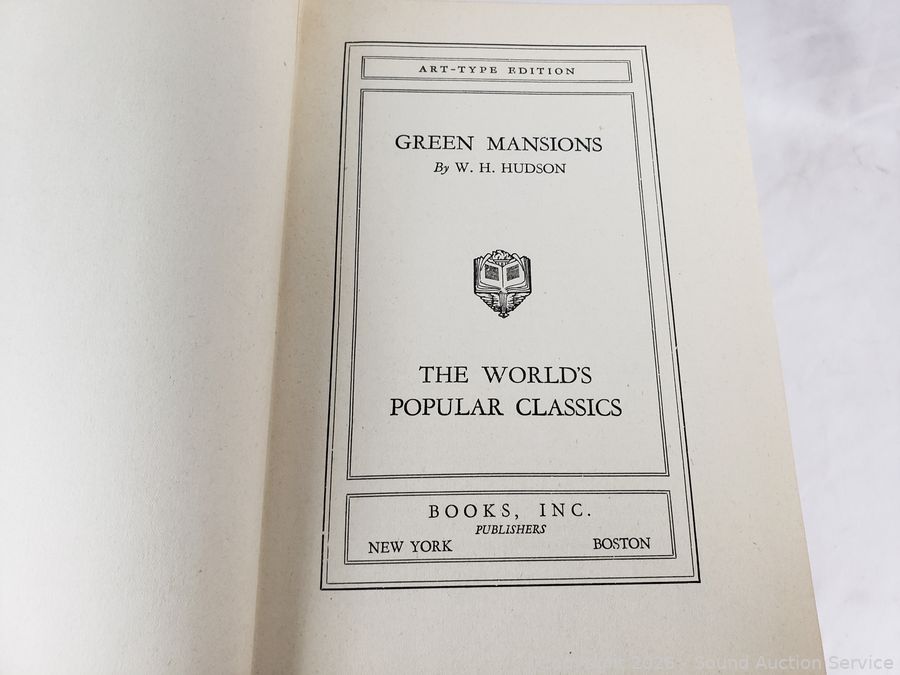 ART-TYPE EDITION
GREEN MANSIONS
By W. H. HUDSON
THE WORLD'S
POPULAR CLASSICS
BOOKS, INC.
PUBLISHERS
NEW YORK BOSTON
2026 - Sound Auction Service